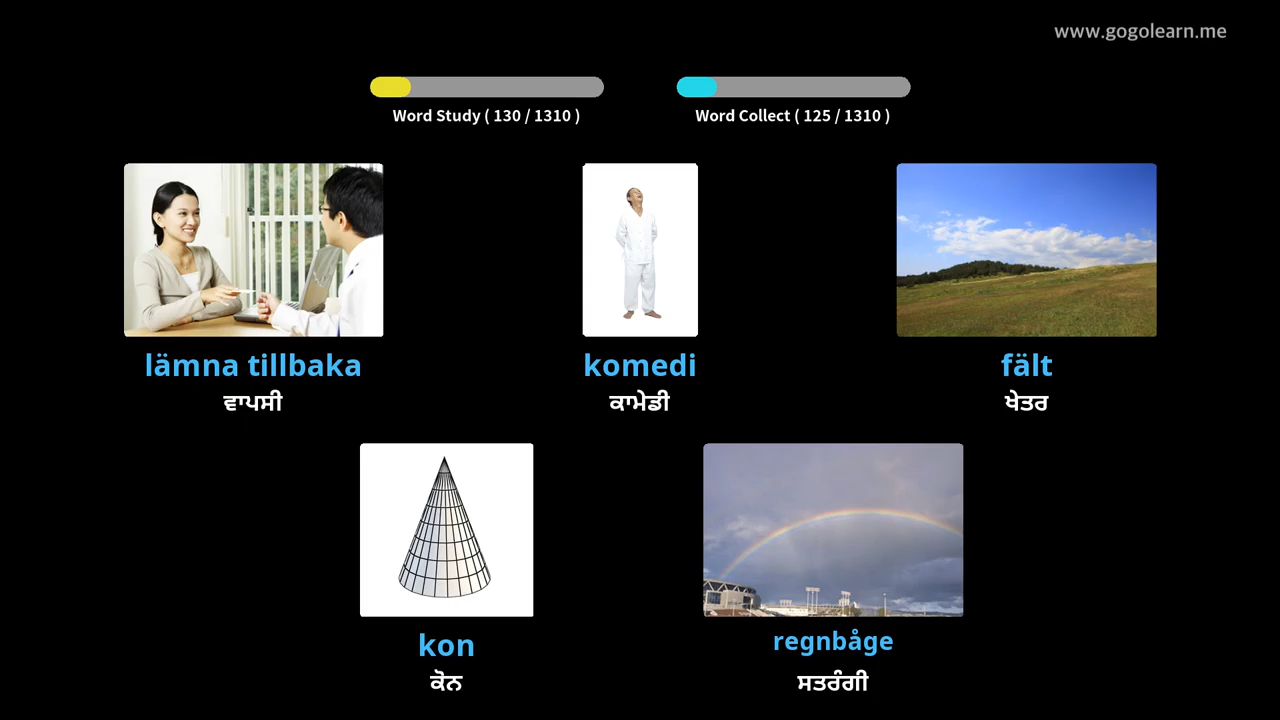 www.gogolearn.me
Word Study ( 130 / 1310 )
Word Collect ( 125 / 1310 )
lämna tillbaka
ਵਾਪਸੀ
komedi
ਕਾਮੇਡੀ
fält
ਖੇਤਰ
kon
ਕੋਨ
regnbåge
ਸਤਰੰਗੀ